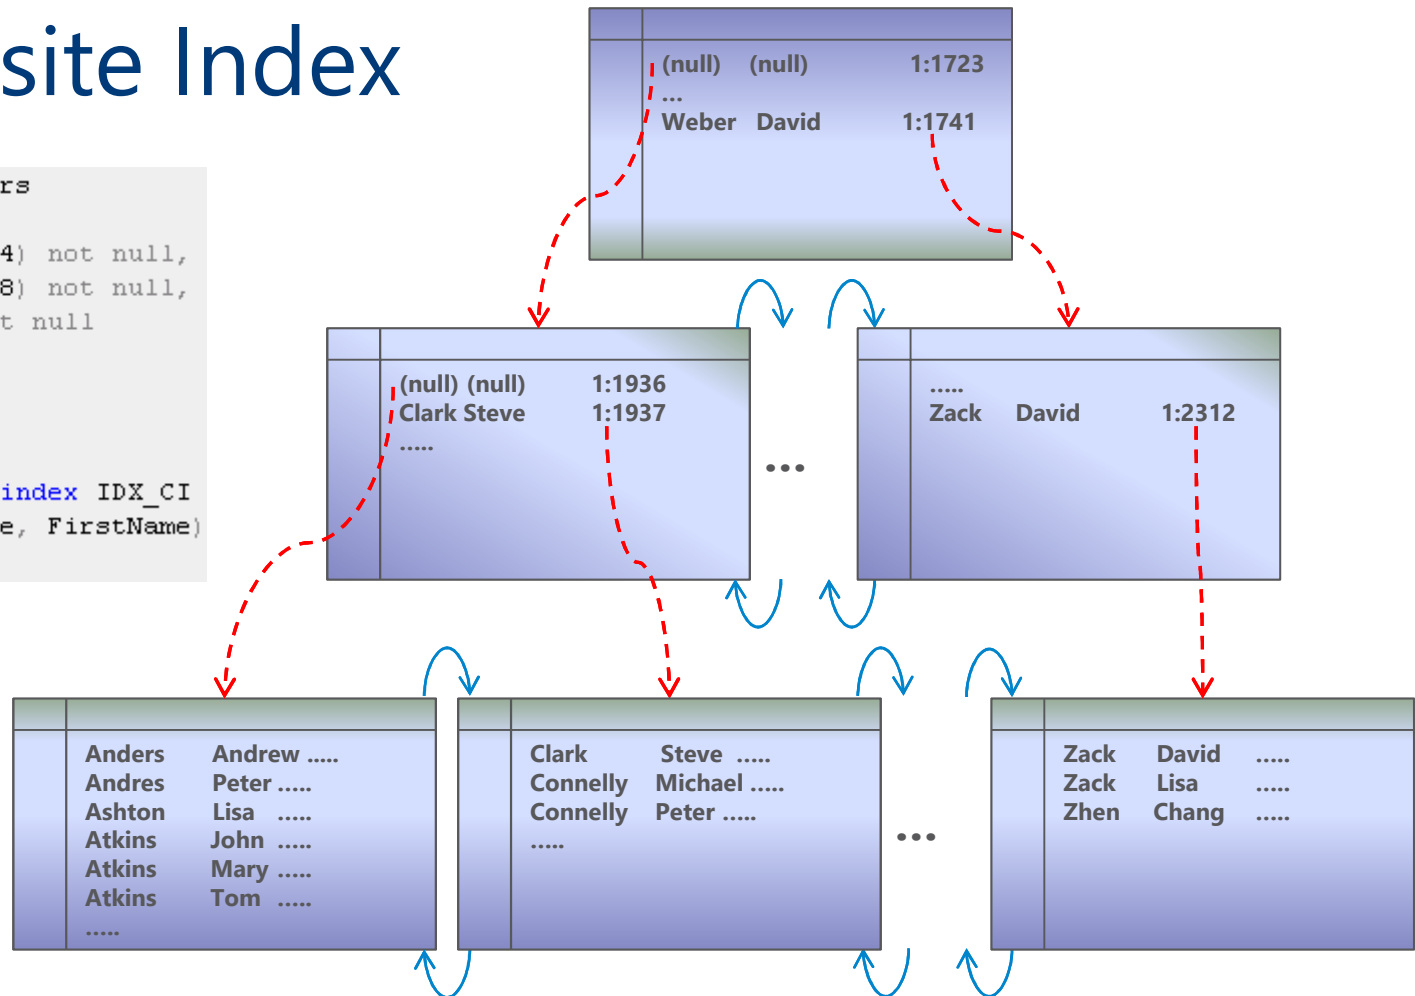 site Index
rs
4) not null,
8) not null,
t null
index IDX_CI
e, FirstName)
(null) (null) 1:1723
...
Weber David 1:1741
(null) (null) 1:1936
Clark Steve 1:1937
.....
...
.....
Zack David 1:2312
Anders Andrew .....
Andres Peter .....
Ashton Lisa .....
Atkins John .....
Atkins Mary .....
Atkins Tom .....
.....
Clark Steve .....
Connelly Michael .....
Connelly Peter .....
.....
...
Zack David .....
Zack Lisa .....
Zhen Chang .....